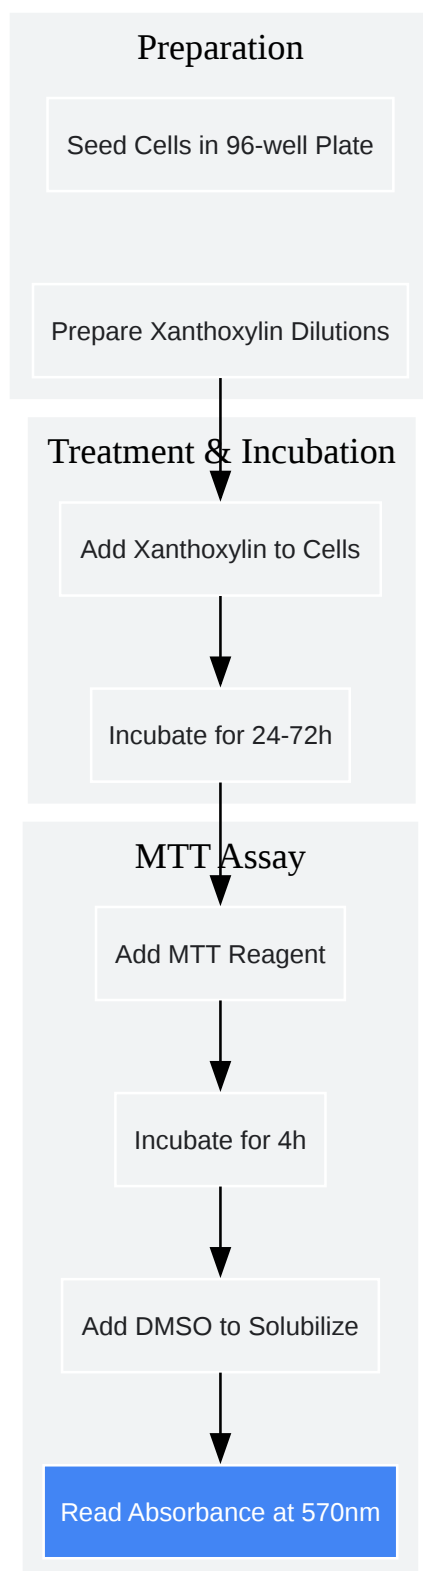 Preparation
Seed Cells in 96-well Plate
Prepare Xanthoxylin Dilutions
Treatment & Incubation
Add Xanthoxylin to Cells
Incubate for 24-72h
MTT Assay
Add MTT Reagent
Incubate for 4h
Add DMSO to Solubilize
Read Absorbance at 570nm